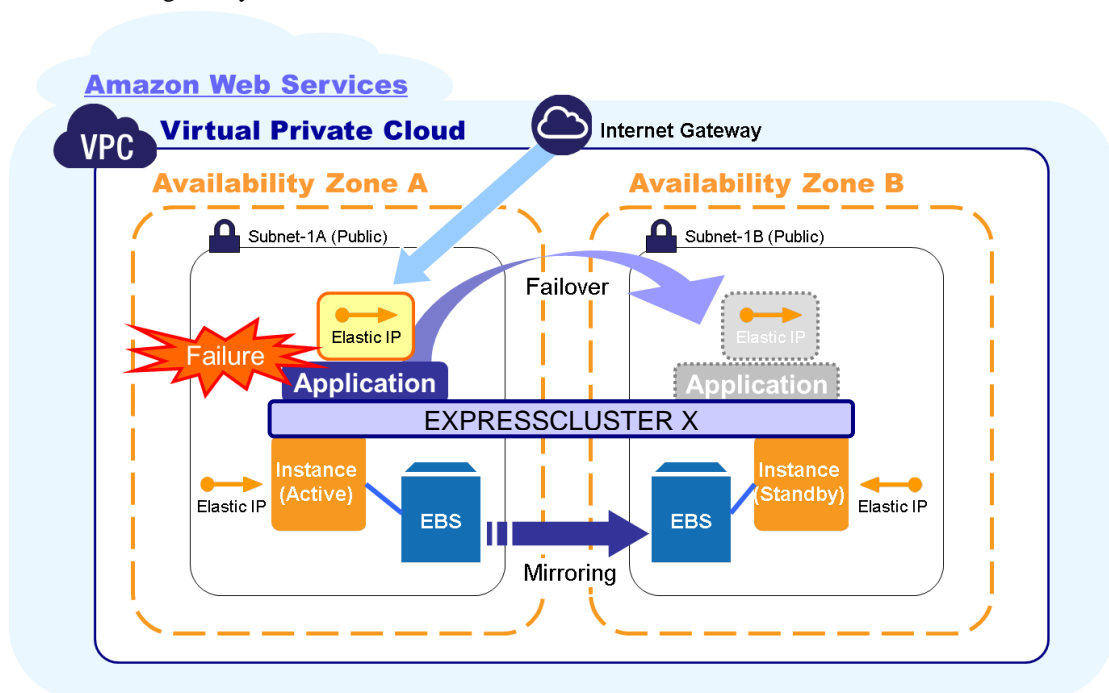 Amazon Web Services
VPC
Virtual Private Cloud
Internet Gateway
Availability Zone A
Availability Zone B
Subnet-1A (Public)
Subnet-1B (Public)
Failover
Elastic IP
Elastic IP
Failure
Application
Application
EXPRESSCLUSTER X
Instance
(Active)
Instance
(Standby)
Elastic IP
EBS
EBS
Elastic IP
Mirroring